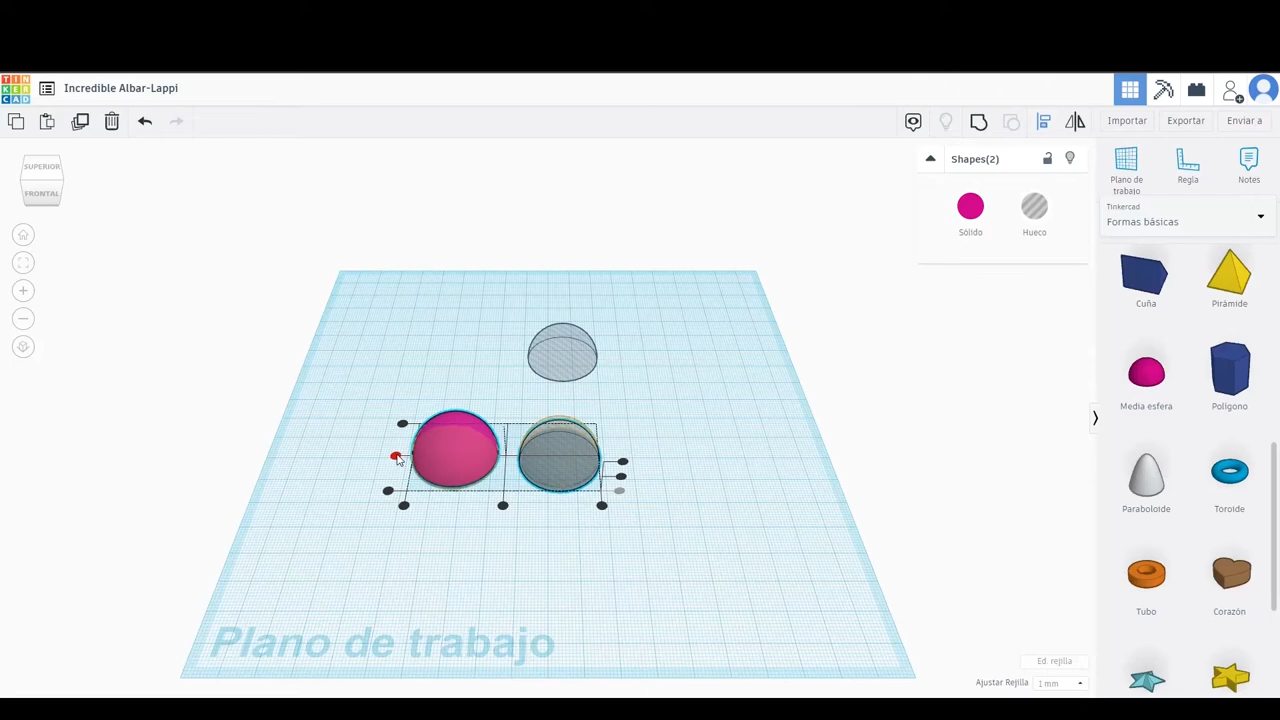 TIN
KER
CAD
Incredible Albar-Lappi
Importar
Exportar
Enviar a
SUPERIOR
FRONTAL
Shapes(2)
Sólido
Hueco
Plano de
trabajo
Regla
Notes
Tinkercad
Formas básicas
Cuña
Pirámide
Media esfera
Polígono
Paraboloide
Toroide
Tubo
Corazón
Plano de trabajo
Ed. rejilla
Ajustar Rejilla
1 mm